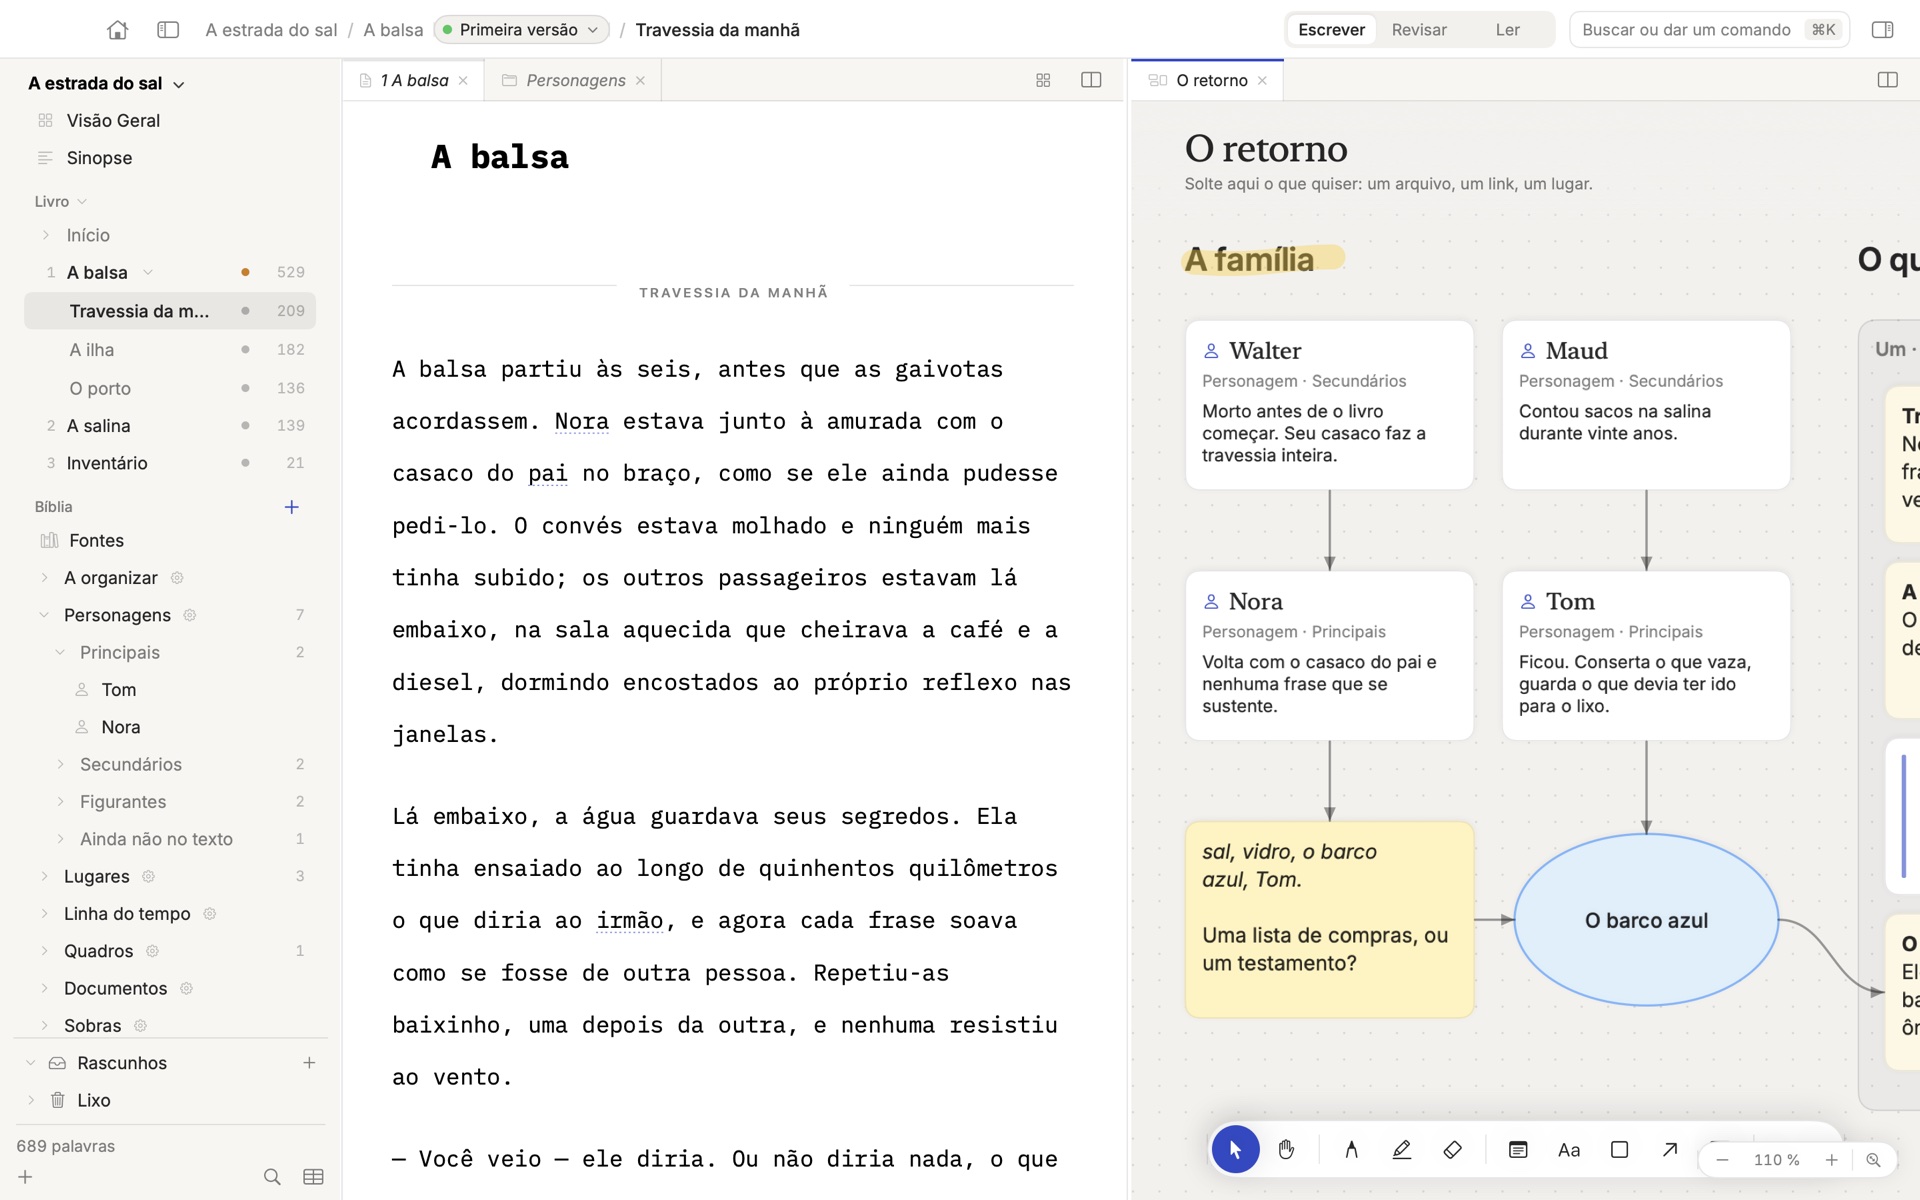 A estrada do sal / A balsa Primeira versão / Travessia da manhã
Escrever Revisar Ler
Buscar ou dar um comando ⌘K
A estrada do sal
Visão Geral
Sinopse
Livro
Início
1 A balsa 529
Travessia da m... 209
A ilha 182
O porto 136
2 A salina 139
3 Inventário 21
Bíblia
Fontes
A organizar
Personagens 7
Principais 2
Tom
Nora
Secundários 2
Figurantes 2
Ainda não no texto 1
Lugares 3
Linha do tempo
Quadros 1
Documentos
Sobras
Rascunhos
Lixo
689 palavras
1 A balsa
Personagens
A balsa
TRAVESSIA DA MANHÃ
A balsa partiu às seis, antes que as gaivotas
acordassem. Nora estava junto à amurada com o
casaco do pai no braço, como se ele ainda pudesse
pedi-lo. O convés estava molhado e ninguém mais
tinha subido; os outros passageiros estavam lá
embaixo, na sala aquecida que cheirava a café e a
diesel, dormindo encostados ao próprio reflexo nas
janelas.
Lá embaixo, a água guardava seus segredos. Ela
tinha ensaiado ao longo de quinhentos quilômetros
o que diria ao irmão, e agora cada frase soava
como se fosse de outra pessoa. Repetiu-as
baixinho, uma depois da outra, e nenhuma resistiu
ao vento.
— Você veio — ele diria. Ou não diria nada, o que
O retorno
O retorno
Solte aqui o que quiser: um arquivo, um link, um lugar.
A família
Walter
Personagem · Secundários
Morto antes de o livro
começar. Seu casaco faz a
travessia inteira.
Maud
Personagem · Secundários
Contou sacos na salina
durante vinte anos.
Nora
Personagem · Principais
Volta com o casaco do pai e
nenhuma frase que se
sustente.
Tom
Personagem · Principais
Ficou. Conserta o que vaza,
guarda o que devia ter ido
para o lixo.
sal, vidro, o barco
azul, Tom.
Uma lista de compras, ou
um testamento?
O barco azul
O qu
Um ·
Tr
No
fra
ve
A
O
de
O
El
ba
ôr
Aa
110 %